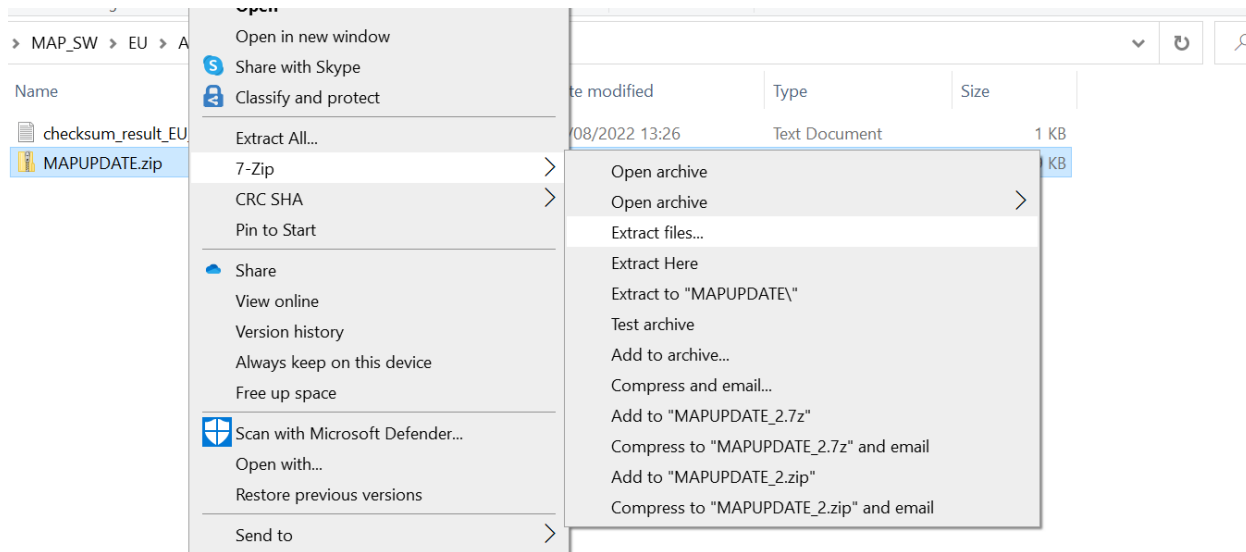 Open
Open in new window
> MAP_SW > EU > A
Share with Skype
Name
Classify and protect
te modified
Type
Size
checksum_result_EU
Extract All...
/08/2022 13:26
Text Document
1 KB
MAPUPDATE.zip
7-Zip
KB
CRC SHA
Pin to Start
Share
View online
Version history
Always keep on this device
Free up space
Scan with Microsoft Defender...
Open with...
Restore previous versions
Send to
Open archive
Open archive
Extract files...
Extract Here
Extract to "MAPUPDATE\"
Test archive
Add to archive...
Compress and email...
Add to "MAPUPDATE_2.7z"
Compress to "MAPUPDATE_2.7z" and email
Add to "MAPUPDATE_2.zip"
Compress to "MAPUPDATE_2.zip" and email